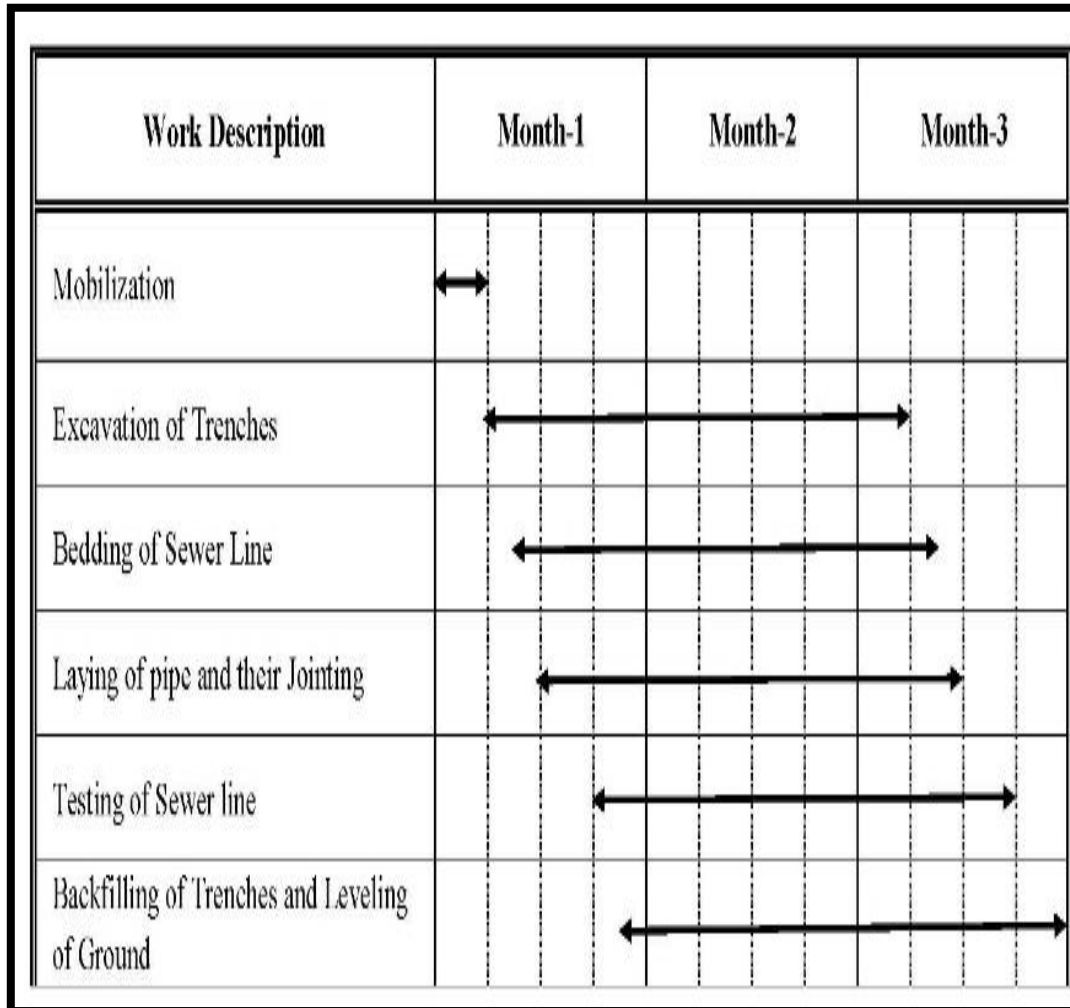 Work Description
Month-1
Month-2
Month-3
Mobilization
Excavation of Trenches
Bedding of Sewer Line
Laying of pipe and their Jointing
Testing of Sewer line
Backfilling of Trenches and Leveling
of Ground